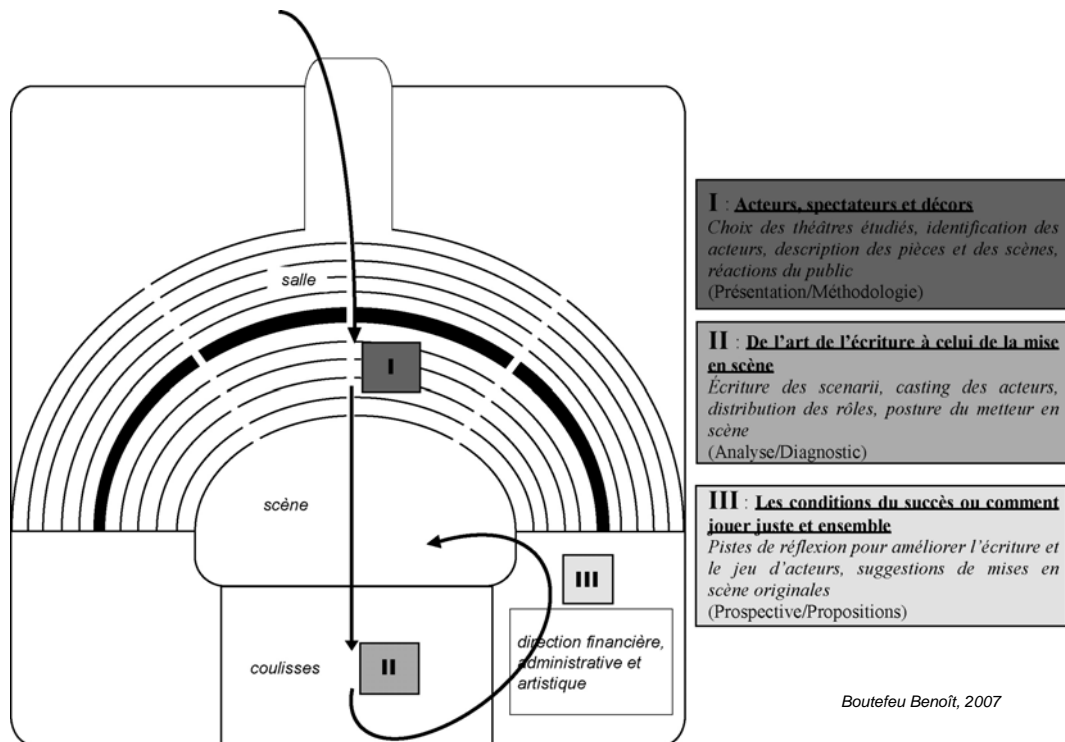 salle
I
scène
III
coulisses
II
direction financière,
administrative et
artistique
I : Acteurs, spectateurs et décors
Choix des théâtres étudiés, identification des
acteurs, description des pièces et des scènes,
réactions du public
(Présentation/Méthodologie)
II : De l'art de l'écriture à celui de la mise
en scène
Écriture des scenarii, casting des acteurs,
distribution des rôles, posture du metteur en
scène
(Analyse/Diagnostic)
III : Les conditions du succès ou comment
jouer juste et ensemble
Pistes de réflexion pour améliorer l'écriture et
le jeu d'acteurs, suggestions de mises en
scène originales
(Prospective/Propositions)
Boutefeu Benoît, 2007